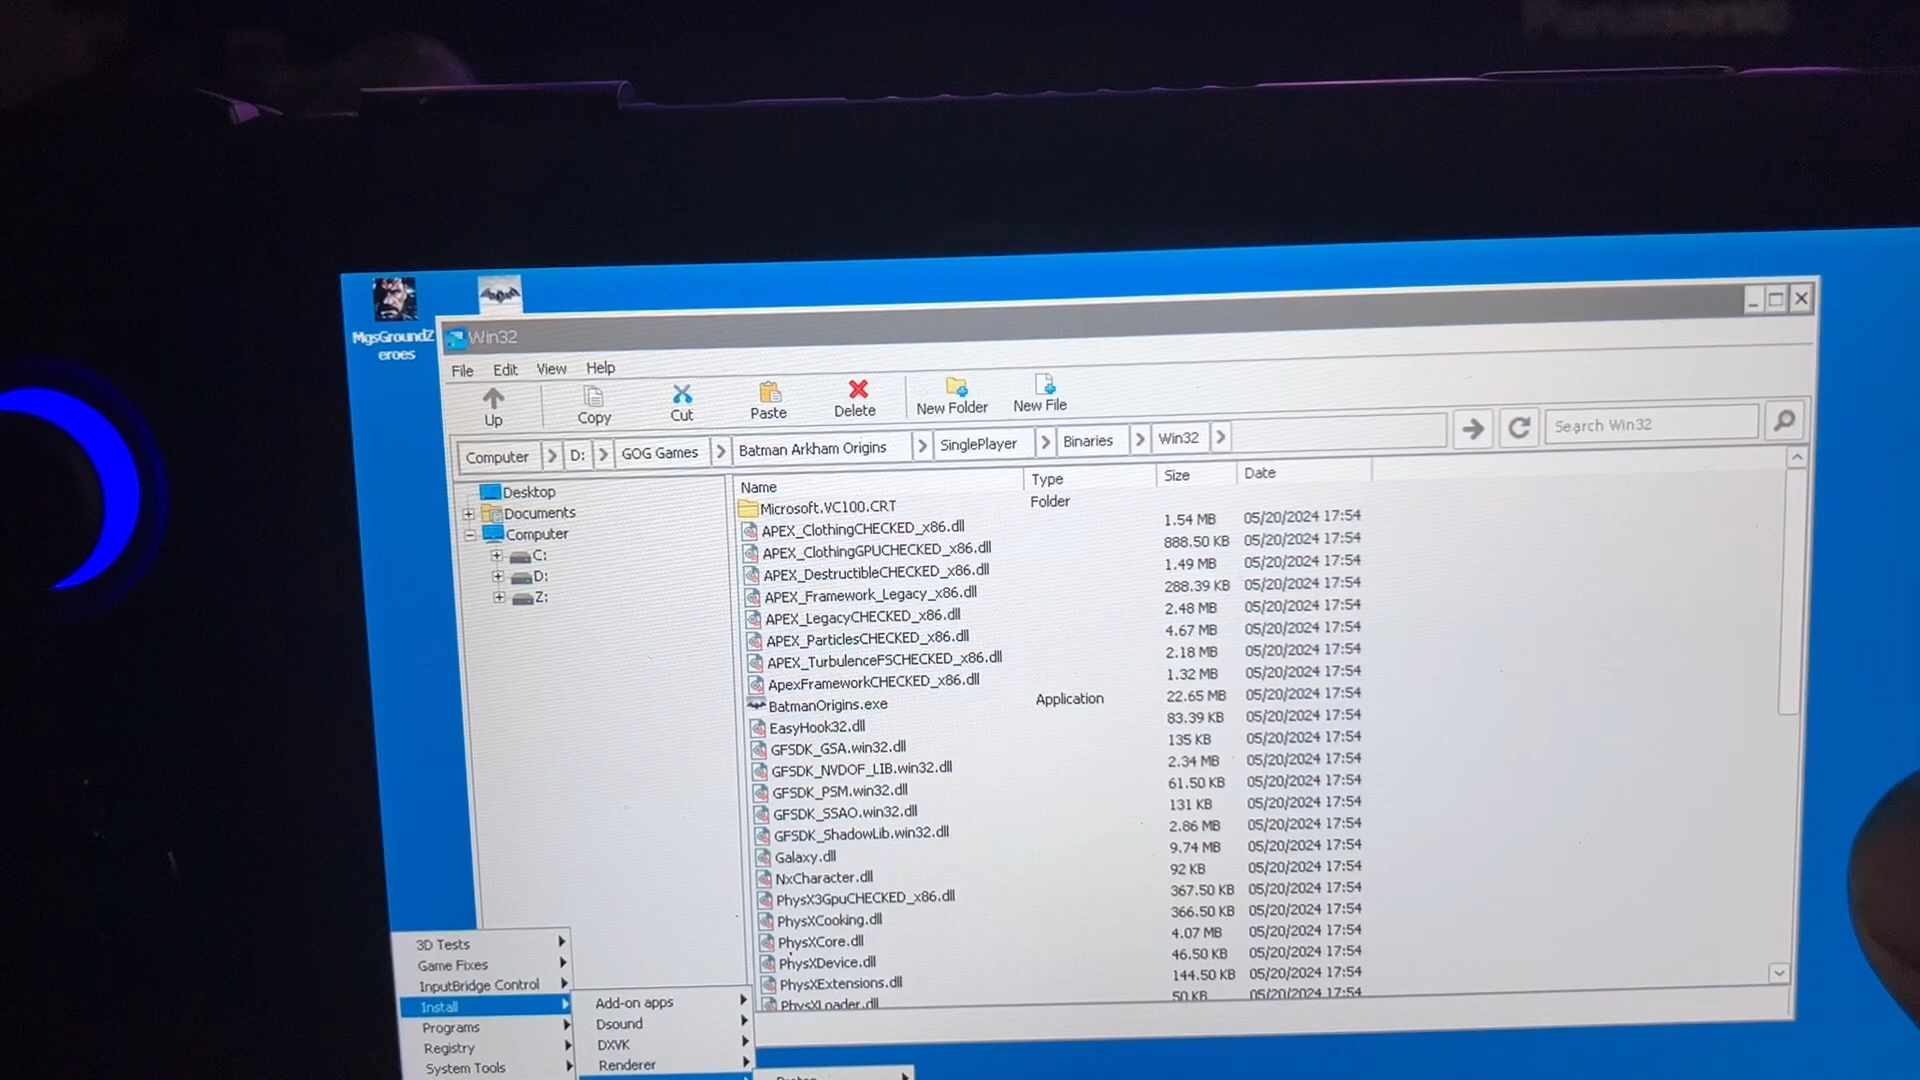 Panasonic
MgsGroundZ
eroes
Win32
File Edit View Help
Up Copy Cut Paste Delete New Folder New File
Computer D: GOG Games Batman Arkham Origins SinglePlayer Binaries Win32 Search Win32
Desktop
Documents
Computer
C:
D:
Z:
Name Type Size Date
Microsoft.VC100.CRT Folder
APEX_ClothingCHECKED_x86.dll 1.54 MB 05/20/2024 17:54
APEX_ClothingGPUCHECKED_x86.dll 888.50 KB 05/20/2024 17:54
APEX_DestructibleCHECKED_x86.dll 1.49 MB 05/20/2024 17:54
APEX_Framework_Legacy_x86.dll 288.39 KB 05/20/2024 17:54
APEX_LegacyCHECKED_x86.dll 2.48 MB 05/20/2024 17:54
APEX_ParticlesCHECKED_x86.dll 4.67 MB 05/20/2024 17:54
APEX_TurbulenceFSCHECKED_x86.dll 2.18 MB 05/20/2024 17:54
ApexFrameworkCHECKED_x86.dll 1.32 MB 05/20/2024 17:54
BatmanOrigins.exe Application 22.65 MB 05/20/2024 17:54
EasyHook32.dll 83.39 KB 05/20/2024 17:54
GFSDK_GSA.win32.dll 135 KB 05/20/2024 17:54
GFSDK_NVDOF_LIB.win32.dll 2.34 MB 05/20/2024 17:54
GFSDK_PSM.win32.dll 61.50 KB 05/20/2024 17:54
GFSDK_SSAO.win32.dll 131 KB 05/20/2024 17:54
GFSDK_ShadowLib.win32.dll 2.86 MB 05/20/2024 17:54
Galaxy.dll 9.74 MB 05/20/2024 17:54
NxCharacter.dll 92 KB 05/20/2024 17:54
PhysX3GpuCHECKED_x86.dll 367.50 KB 05/20/2024 17:54
PhysXCooking.dll 366.50 KB 05/20/2024 17:54
PhysXCore.dll 4.07 MB 05/20/2024 17:54
PhysXDevice.dll 46.50 KB 05/20/2024 17:54
PhysXExtensions.dll 144.50 KB 05/20/2024 17:54
PhysXLoader.dll 50 KB 05/20/2024 17:54
3D Tests
Game Fixes
InputBridge Control
Install
Programs
Registry
System Tools
Add-on apps
Dsound
DXVK
Renderer